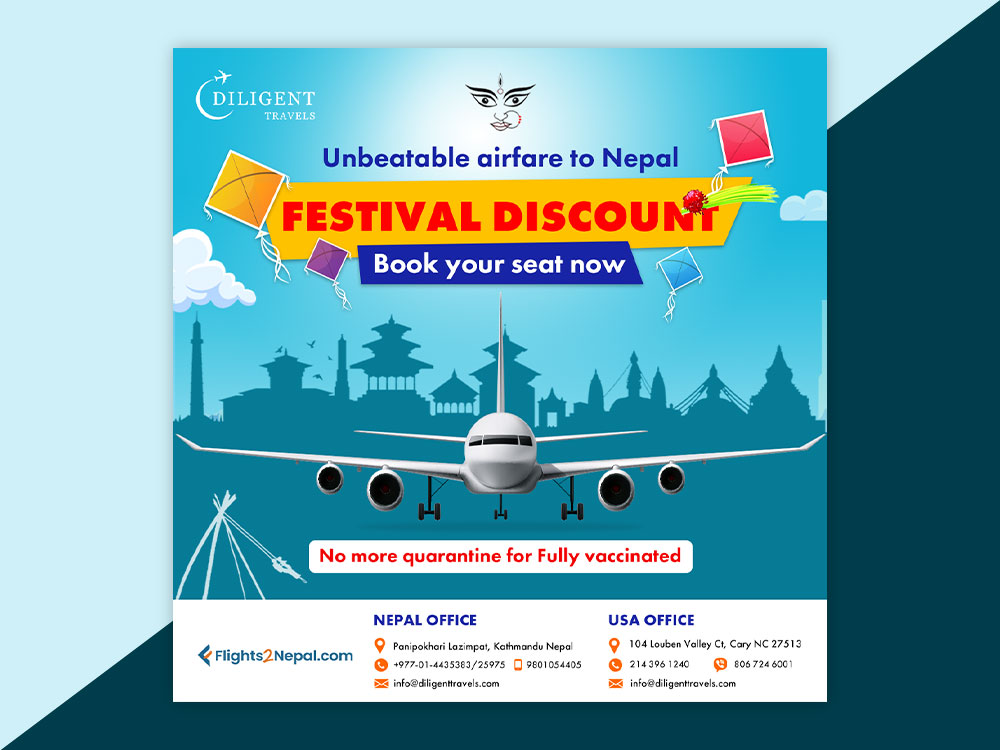 DILIGENT
TRAVELS
Unbeatable airfare to Nepal
FESTIVAL DISCOUNT
Book your seat now
No more quarantine for Fully vaccinated
Flights2Nepal.com
NEPAL OFFICE
Panipokhari Lazimpat, Kathmandu Nepal
+977-01-4435383/25975 9801054405
info@diligenttravels.com
USA OFFICE
104 Louben Valley Ct, Cary NC 27513
214 396 1240 806 724 6001
info@diligenttravels.com